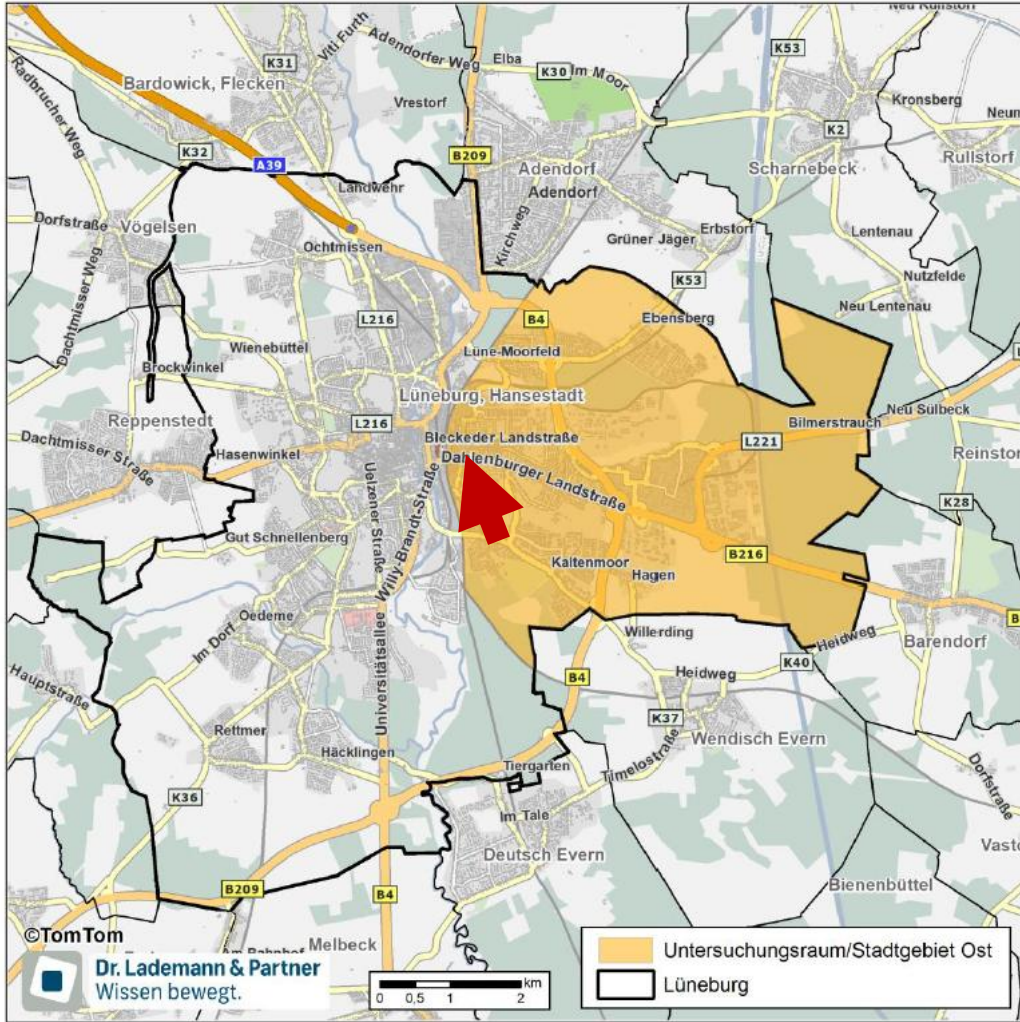 Neu Rullstorf
Viti Furth
Adendorfer Weg
Elba
K31
K30
Im Moor
K53
Radbrucher Weg
Bardowick, Flecken
Vrestorf
Kronsberg
K2
K32
A39
B209
Adendorf
Adendorf
Scharnebeck
Rullstorf
Landwehr
Dorfstraße
Vögelsen
Kirchweg
Erbstorf
Lentenau
Ochtmissen
Grüner Jäger
Dachtmisser Weg
K53
Nutzfelde
Neu Lentenau
L216
B4
Ebensberg
Wienebüttel
Lüne-Moorfeld
Brockwinkel
Lüneburg, Hansestadt
Reppenstedt
L216
Bleckeder Landstraße
L221
Bilmerstrauch
Neu Sülbeck
Dachtmisser Straße
Hasenwinkel
Dahlenburger Landstraße
Uelzener Straße
Willy-Brandt-Straße
K28
Gut Schnellenberg
Kaltenmoor
B216
Hagen
Oedeme
Im Dorf
Willerding
Heidweg
Barendorf
Hauptstraße
Universitätsallee
B4
Heidweg
K40
Rettmer
K37
Wendisch Evern
Häcklingen
Tiergarten
Timelostraße
Dorfstraße
K36
Im Tale
Deutsch Evern
B209
B4
Bienenbüttel
©TomTom
Melbeck
Dr. Lademann & Partner
Wissen bewegt.
km
0 0,5 1 2
Untersuchungsraum/Stadtgebiet Ost
Lüneburg